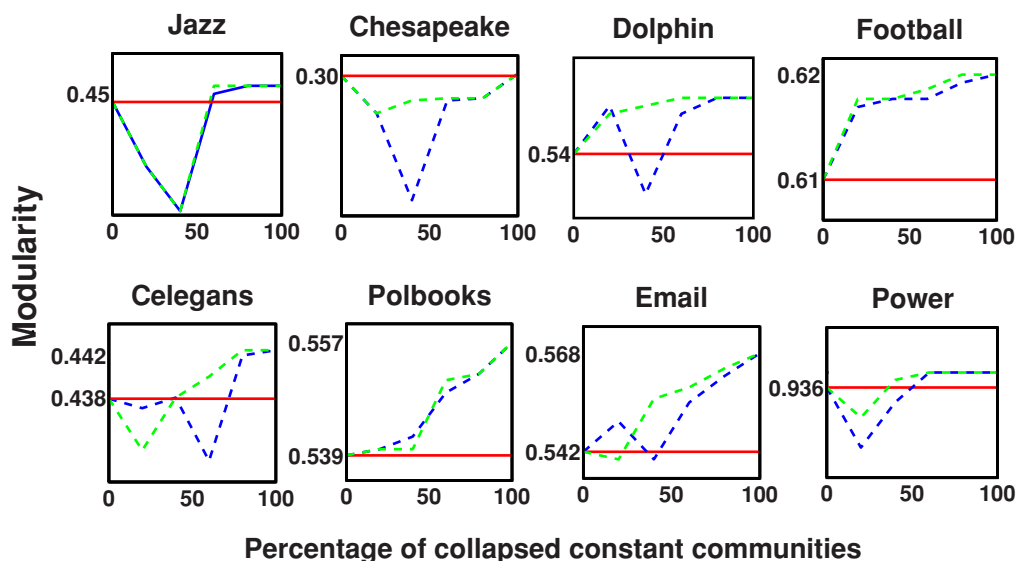 Jazz Chesapeake Dolphin Football
0.45 0.30 0.54 0.62
0.61
0 50 100 0 50 100 0 50 100 0 50 100
Modularity
Celegans Polbooks Email Power
0.442 0.557 0.568 0.936
0.438 0.539 0.542
0 50 100 0 50 100 0 50 100 0 50 100
Percentage of collapsed constant communities